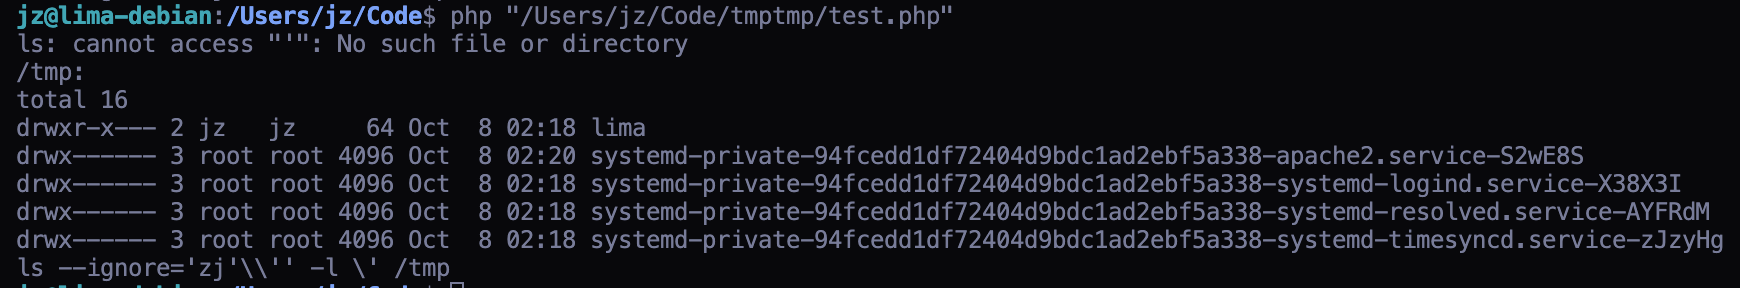 jz@lima-debian:/Users/jz/Code$ php "/Users/jz/Code/tmptmp/test.php"
ls: cannot access "'": No such file or directory
/tmp:
total 16
drwxr-x--- 2 jz   jz     64 Oct  8 02:18 lima
drwx------ 3 root root 4096 Oct  8 02:20 systemd-private-94fcedd1df72404d9bdc1ad2ebf5a338-apache2.service-S2wE8S
drwx------ 3 root root 4096 Oct  8 02:18 systemd-private-94fcedd1df72404d9bdc1ad2ebf5a338-systemd-logind.service-X38X3I
drwx------ 3 root root 4096 Oct  8 02:18 systemd-private-94fcedd1df72404d9bdc1ad2ebf5a338-systemd-resolved.service-AYFRdM
drwx------ 3 root root 4096 Oct  8 02:18 systemd-private-94fcedd1df72404d9bdc1ad2ebf5a338-systemd-timesyncd.service-zJzyHg
ls --ignore='zj'\\'' -l \' /tmp